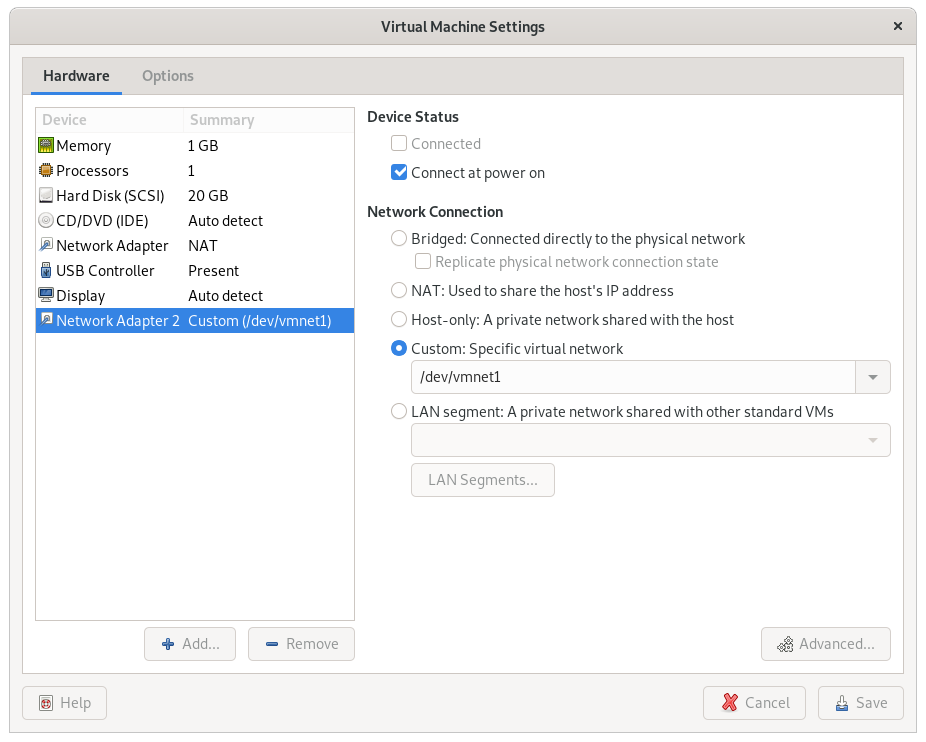 Virtual Machine Settings
Hardware Options
Device Summary
Memory 1 GB
Processors 1
Hard Disk (SCSI) 20 GB
CD/DVD (IDE) Auto detect
Network Adapter NAT
USB Controller Present
Display Auto detect
Network Adapter 2 Custom (/dev/vmnet1)
Add... Remove
Device Status
Connected
Connect at power on
Network Connection
Bridged: Connected directly to the physical network
Replicate physical network connection state
NAT: Used to share the host's IP address
Host-only: A private network shared with the host
Custom: Specific virtual network
/dev/vmnet1
LAN segment: A private network shared with other standard VMs
LAN Segments...
Advanced...
Help Cancel Save